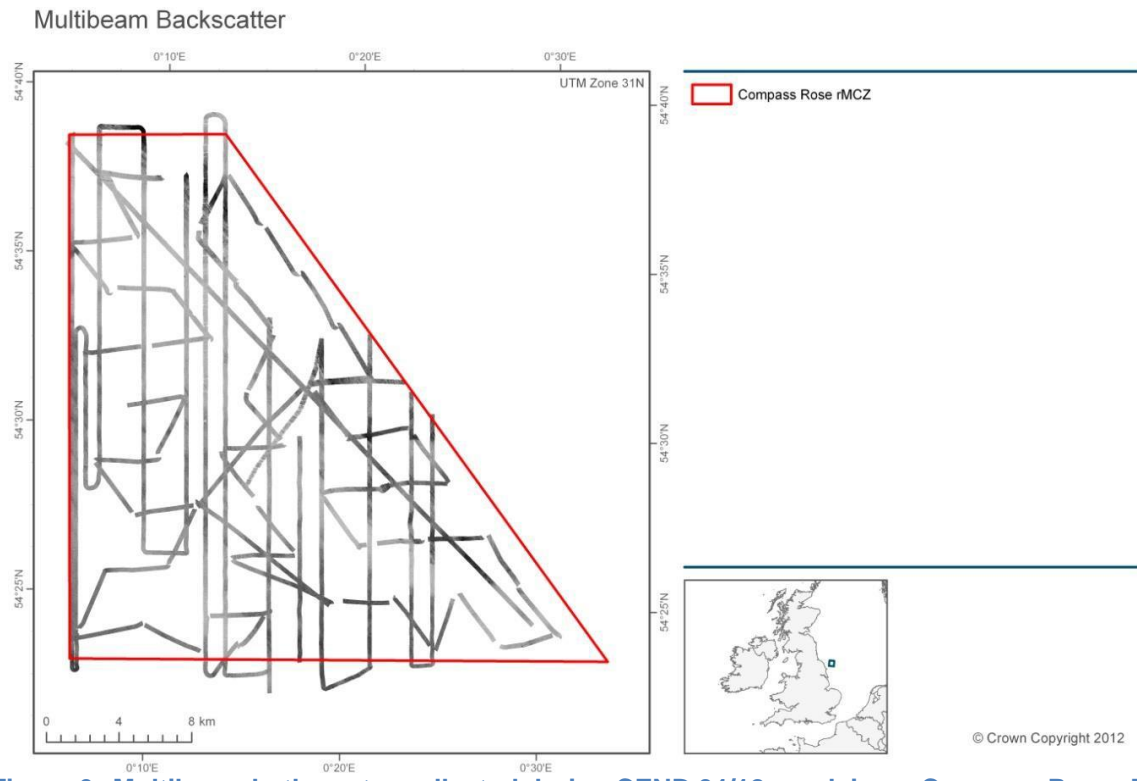 Multibeam Backscatter
0°10'E 0°20'E 0°30'E
UTM Zone 31N
54°40'N
54°40'N
Compass Rose rMCZ
54°35'N
54°35'N
54°30'N
54°30'N
54°25'N
54°25'N
0 4 8 km
0°10'E 0°20'E 0°30'E
© Crown Copyright 2012